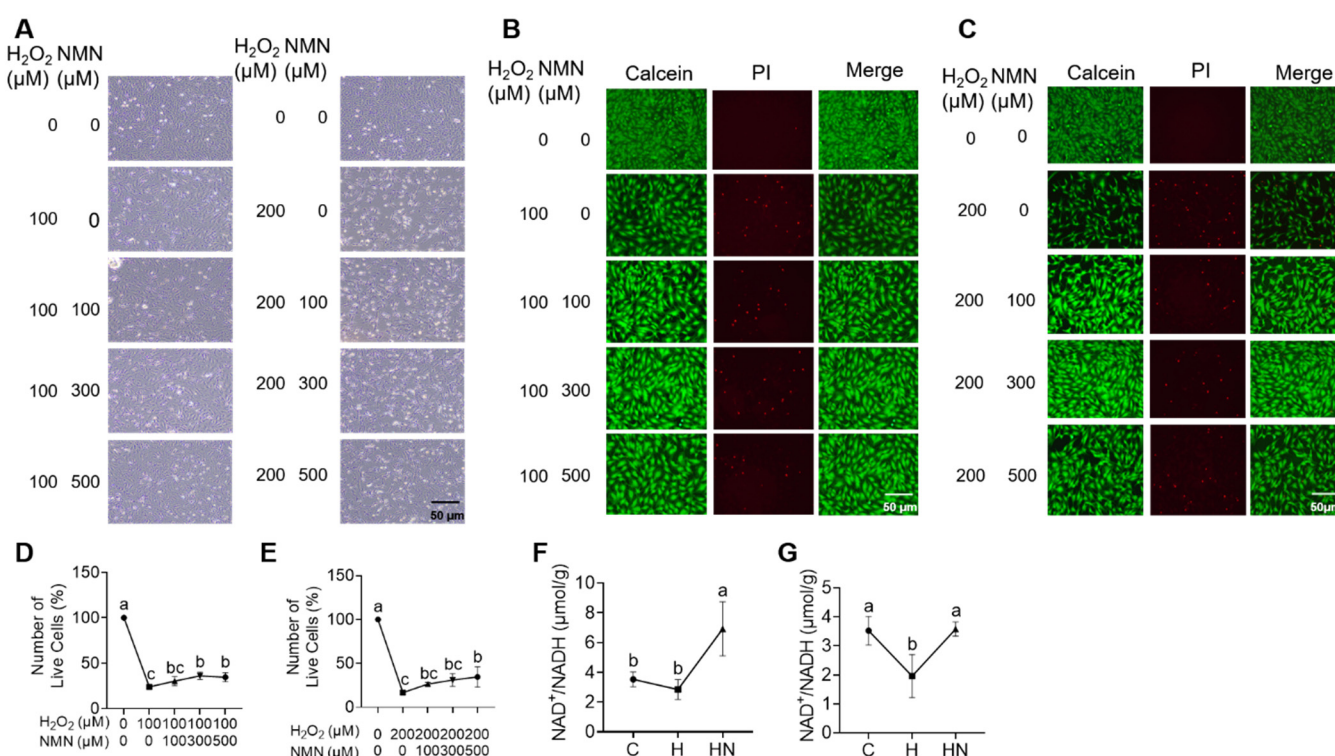 A
H₂O₂ NMN
(µM) (µM)
0 0
100 0
100 100
100 300
100 500
H₂O₂ NMN
(µM) (µM)
0 0
200 0
200 100
200 300
200 500
50 µm
B
H₂O₂ NMN
(µM) (µM)
Calcein PI Merge
0 0
100 0
100 100
100 300
100 500
50 µm
C
H₂O₂ NMN
(µM) (µM)
Calcein PI Merge
0 0
200 0
200 100
200 300
200 500
50µm
D
Number of
Live Cells (%)
150
100
50
0
a
c
bc
b
b
H₂O₂ (µM) 0 100 100 100 100
NMN (µM) 0 0 100 300 500
E
Number of
Live Cells (%)
150
100
50
0
a
c
bc
bc
b
H₂O₂ (µM) 0 200 200 200 200
NMN (µM) 0 0 100 300 500
F
NAD⁺/NADH (µmol/g)
10
8
6
4
2
0
b
b
a
C H HN
G
NAD⁺/NADH (µmol/g)
5
4
3
2
1
0
a
b
a
C H HN